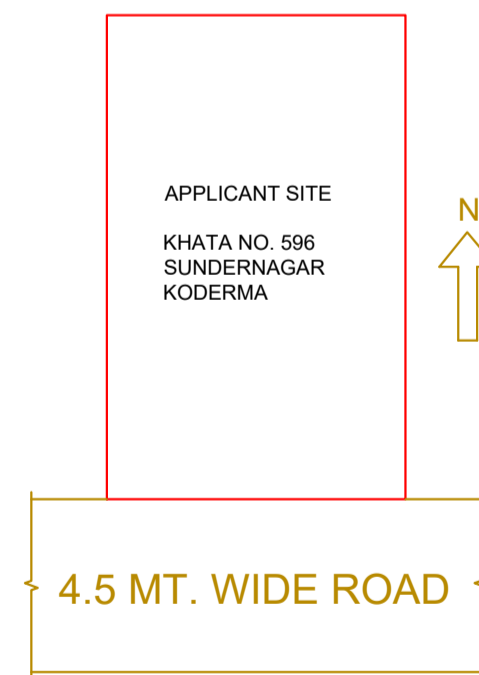 APPLICANT SITE
KHATA NO. 596
SUNDERNAGAR
KODERMA
N
4.5 MT. WIDE ROAD